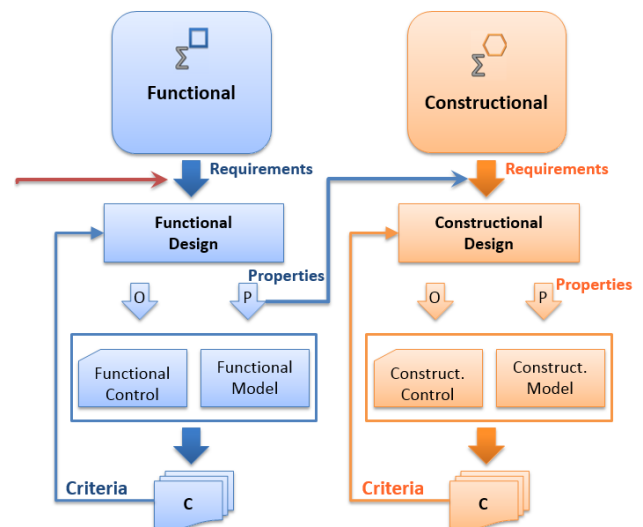 Σ
Functional
Requirements
Functional
Design
Properties
O
P
Functional
Control
Functional
Model
Criteria
C
Σ
Constructional
Requirements
Constructional
Design
Properties
O
P
Construct.
Control
Construct.
Model
Criteria
C